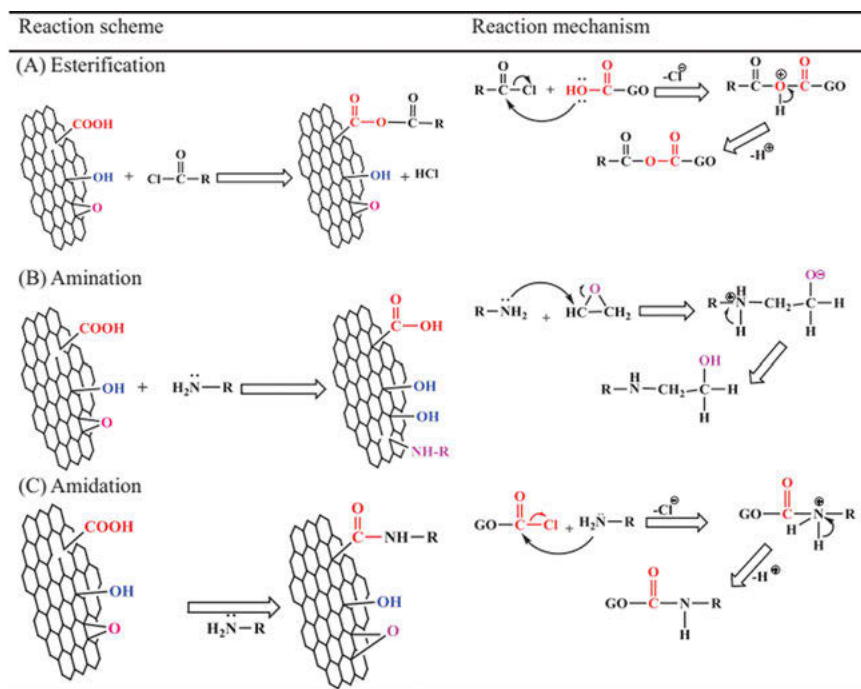 Reaction scheme
Reaction mechanism
(A) Esterification
COOH
OH
O
+
Cl—C—R
O
O
O
C—O—C
R
OH
O
+ HCl
O
R—C—Cl + HO—C—GO
O
-Cl⊖
O
O
R—C—O—C—GO
⊕
H
O
O
R—C—O—C—GO
-H⊕
(B) Amination
COOH
OH
O
+
H₂N—R
O
C—OH
OH
OH
NH-R
R—NH₂ + HC—CH₂
O
O⊖
H
R—N—CH₂—C—H
⊕
H
H
OH
H
R—N—CH₂—C—H
H
(C) Amidation
COOH
OH
O
H₂N—R
O
C—NH—R
OH
O
O
GO—C—Cl + H₂N—R
-Cl⊖
O
GO—C—N—R
⊕
H
H
-H⊕
O
GO—C—N—R
H